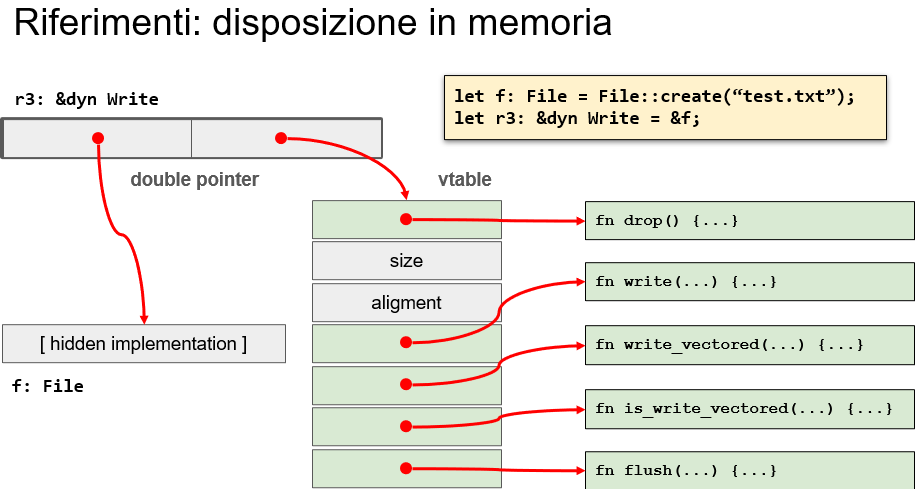 Riferimenti: disposizione in memoria
r3: &dyn Write
let f: File = File::create(“test.txt”);
let r3: &dyn Write = &f;
double pointer
vtable
fn drop() {...}
size
fn write(...) {...}
aligment
[ hidden implementation ]
fn write_vectored(...) {...}
f: File
fn is_write_vectored(...) {...}
fn flush(...) {...}